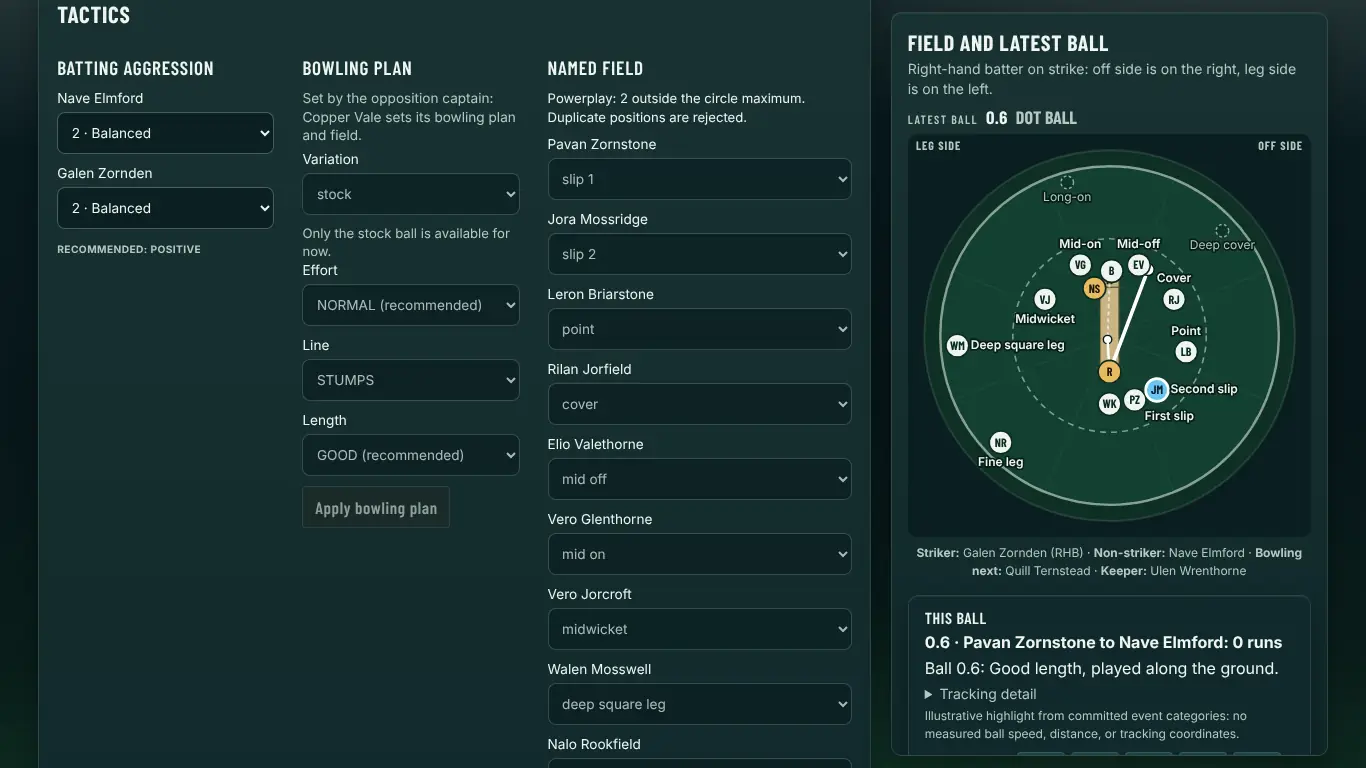 TACTICS
BATTING AGGRESSION
Nave Elmford
2 · Balanced
Galen Zornden
2 · Balanced
RECOMMENDED: POSITIVE
BOWLING PLAN
Set by the opposition captain:
Copper Vale sets its bowling plan
and field.
Variation
stock
Only the stock ball is available for
now.
Effort
NORMAL (recommended)
Line
STUMPS
Length
GOOD (recommended)
Apply bowling plan
NAMED FIELD
Powerplay: 2 outside the circle maximum.
Duplicate positions are rejected.
Pavan Zornstone
slip 1
Jora Mossridge
slip 2
Leron Briarstone
point
Rilan Jorfield
cover
Elio Valethorne
mid off
Vero Glenthorne
mid on
Vero Jorcroft
midwicket
Walen Mosswell
deep square leg
Nalo Rookfield
FIELD AND LATEST BALL
Right-hand batter on strike: off side is on the right, leg side
is on the left.
LATEST BALL 0.6 DOT BALL
LEG SIDE
OFF SIDE
Long-on
Deep cover
Mid-on
Mid-off
VG
B
EV
Cover
NS
VJ
RJ
Midwicket
Point
WM
Deep square leg
LB
R
JM
Second slip
WK
PZ
First slip
NR
Fine leg
Striker: Galen Zornden (RHB) · Non-striker: Nave Elmford · Bowling
next: Quill Ternstead · Keeper: Ulen Wrenthorne
THIS BALL
0.6 · Pavan Zornstone to Nave Elmford: 0 runs
Ball 0.6: Good length, played along the ground.
Tracking detail
Illustrative highlight from committed event categories: no
measured ball speed, distance, or tracking coordinates.